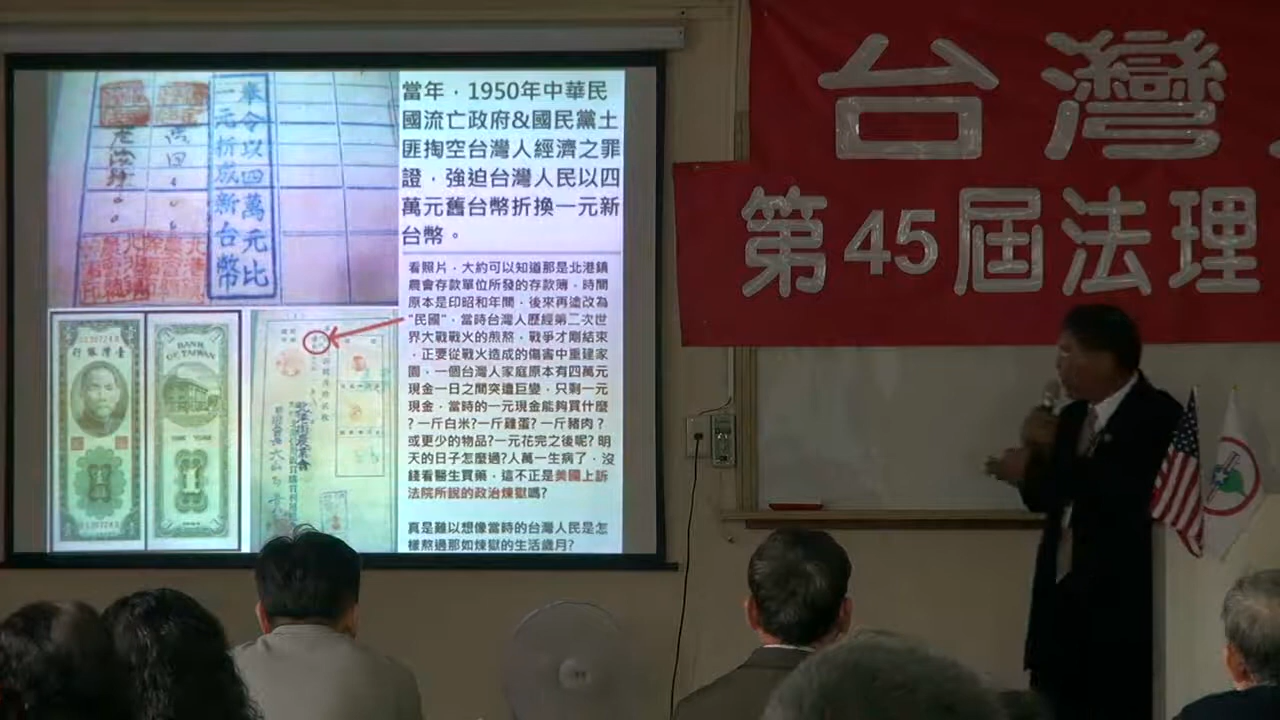 奉令以四萬元比
一元折成新台幣
當年，1950年中華民
國流亡政府&國民黨土
匪掏空台灣人經濟之罪
證，強迫台灣人民以四
萬元舊台幣折換一元新
台幣。
看照片，大約可以知道那是北港鎮
農會存款單位所發的存款簿，時間
原本是印昭和年間，後來再塗改為
"民國"，當時台灣人歷經第二次世
界大戰戰火的煎熬，戰爭才剛結束
，正要從戰火造成的傷害中重建家
園，一個台灣人家庭原本有四萬元
現金一日之間突遭巨變，只剩一元
現金，當時的一元現金能夠買什麼
？一斤白米?一斤雞蛋? 一斤豬肉？
或更少的物品?一元花完之後呢? 明
天的日子怎麼過?人萬一生病了，沒
錢看醫生買藥，這不正是美國上訴
法院所說的政治煉獄嗎?
真是難以想像當時的台灣人民是怎
樣熬過那如煉獄的生活歲月?
行銀灣臺
BANK
OF TAIWAN
台灣
第45屆法理